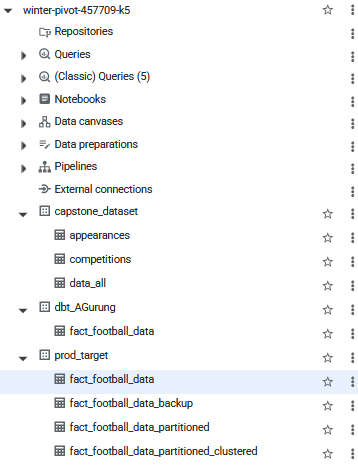 winter-pivot-457709-k5
Repositories
Queries
(Classic) Queries (5)
Notebooks
Data canvases
Data preparations
Pipelines
External connections
capstone_dataset
appearances
competitions
data_all
dbt_AGurung
fact_football_data
prod_target
fact_football_data
fact_football_data_backup
fact_football_data_partitioned
fact_football_data_partitioned_clustered